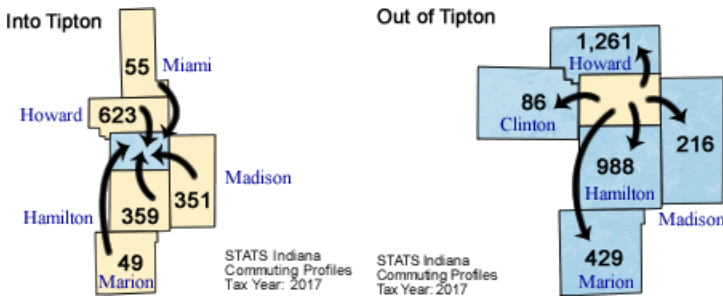 Into Tipton
55
Miami
Howard
623
Madison
351
Hamilton
359
49
Marion
STATS Indiana
Commuting Profiles
Tax Year: 2017
Out of Tipton
1,261
Howard
86
Clinton
216
988
Hamilton
Madison
429
Marion
STATS Indiana
Commuting Profiles
Tax Year: 2017